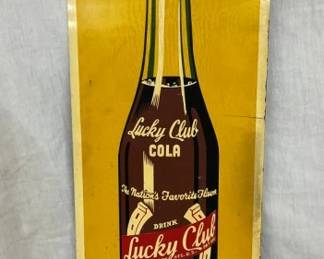 Lucky Club
COLA
The Nation's Favorite Flavor
DRINK
Lucky Club